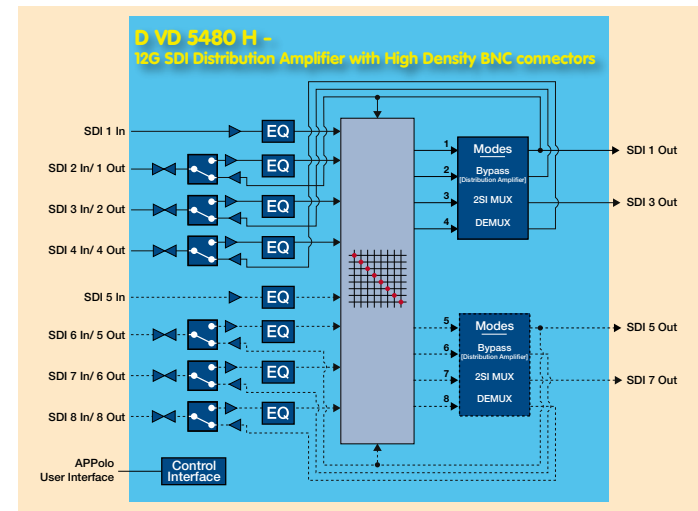 D VD 5480 H –
12G SDI Distribution Amplifier with High Density BNC connectors
SDI 1 In
EQ
SDI 2 In/ 1 Out
EQ
SDI 3 In/ 2 Out
EQ
SDI 4 In/ 4 Out
EQ
SDI 5 In
EQ
SDI 6 In/ 5 Out
EQ
SDI 7 In/ 6 Out
EQ
SDI 8 In/ 8 Out
EQ
APPolo
User Interface
Control
Interface
1
2
3
4
Modes
Bypass
[Distribution Amplifier]
2SI MUX
DEMUX
SDI 1 Out
SDI 3 Out
5
6
7
8
Modes
Bypass
[Distribution Amplifier]
2SI MUX
DEMUX
SDI 5 Out
SDI 7 Out